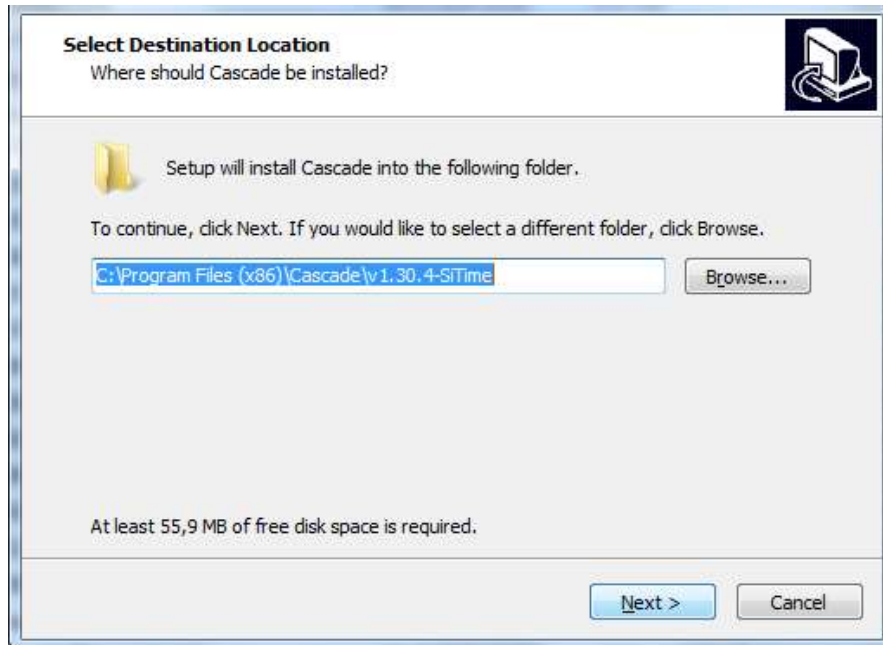 Select Destination Location
Where should Cascade be installed?
Setup will install Cascade into the following folder.
To continue, click Next. If you would like to select a different folder, click Browse.
C:\Program Files (x86)\Cascade\v1.30.4-SiTime
Browse...
At least 55,9 MB of free disk space is required.
Next >
Cancel